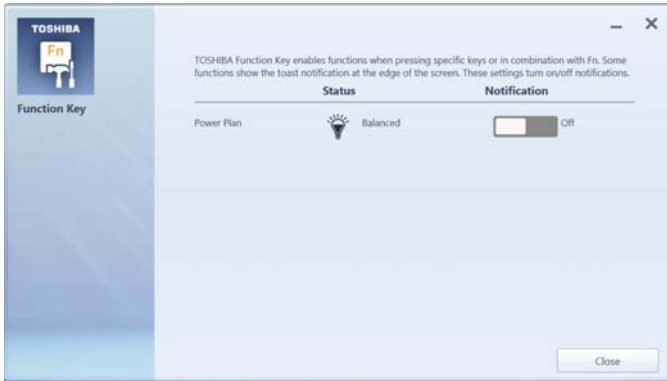 TOSHIBA
Fn
Function Key
TOSHIBA Function Key enables functions when pressing specific keys or in combination with Fn. Some
functions show the toast notification at the edge of the screen. These settings turn on/off notifications.
Status Notification
Power Plan Balanced Off
Close